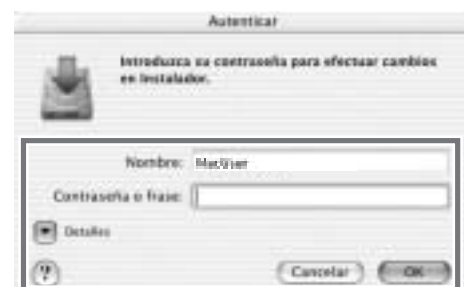 Autenticar
Introduzca su contraseña para efectuar cambios
en Instalador.
Nombre: MacUser
Contraseña o frase:
Detalles
?
Cancelar
OK